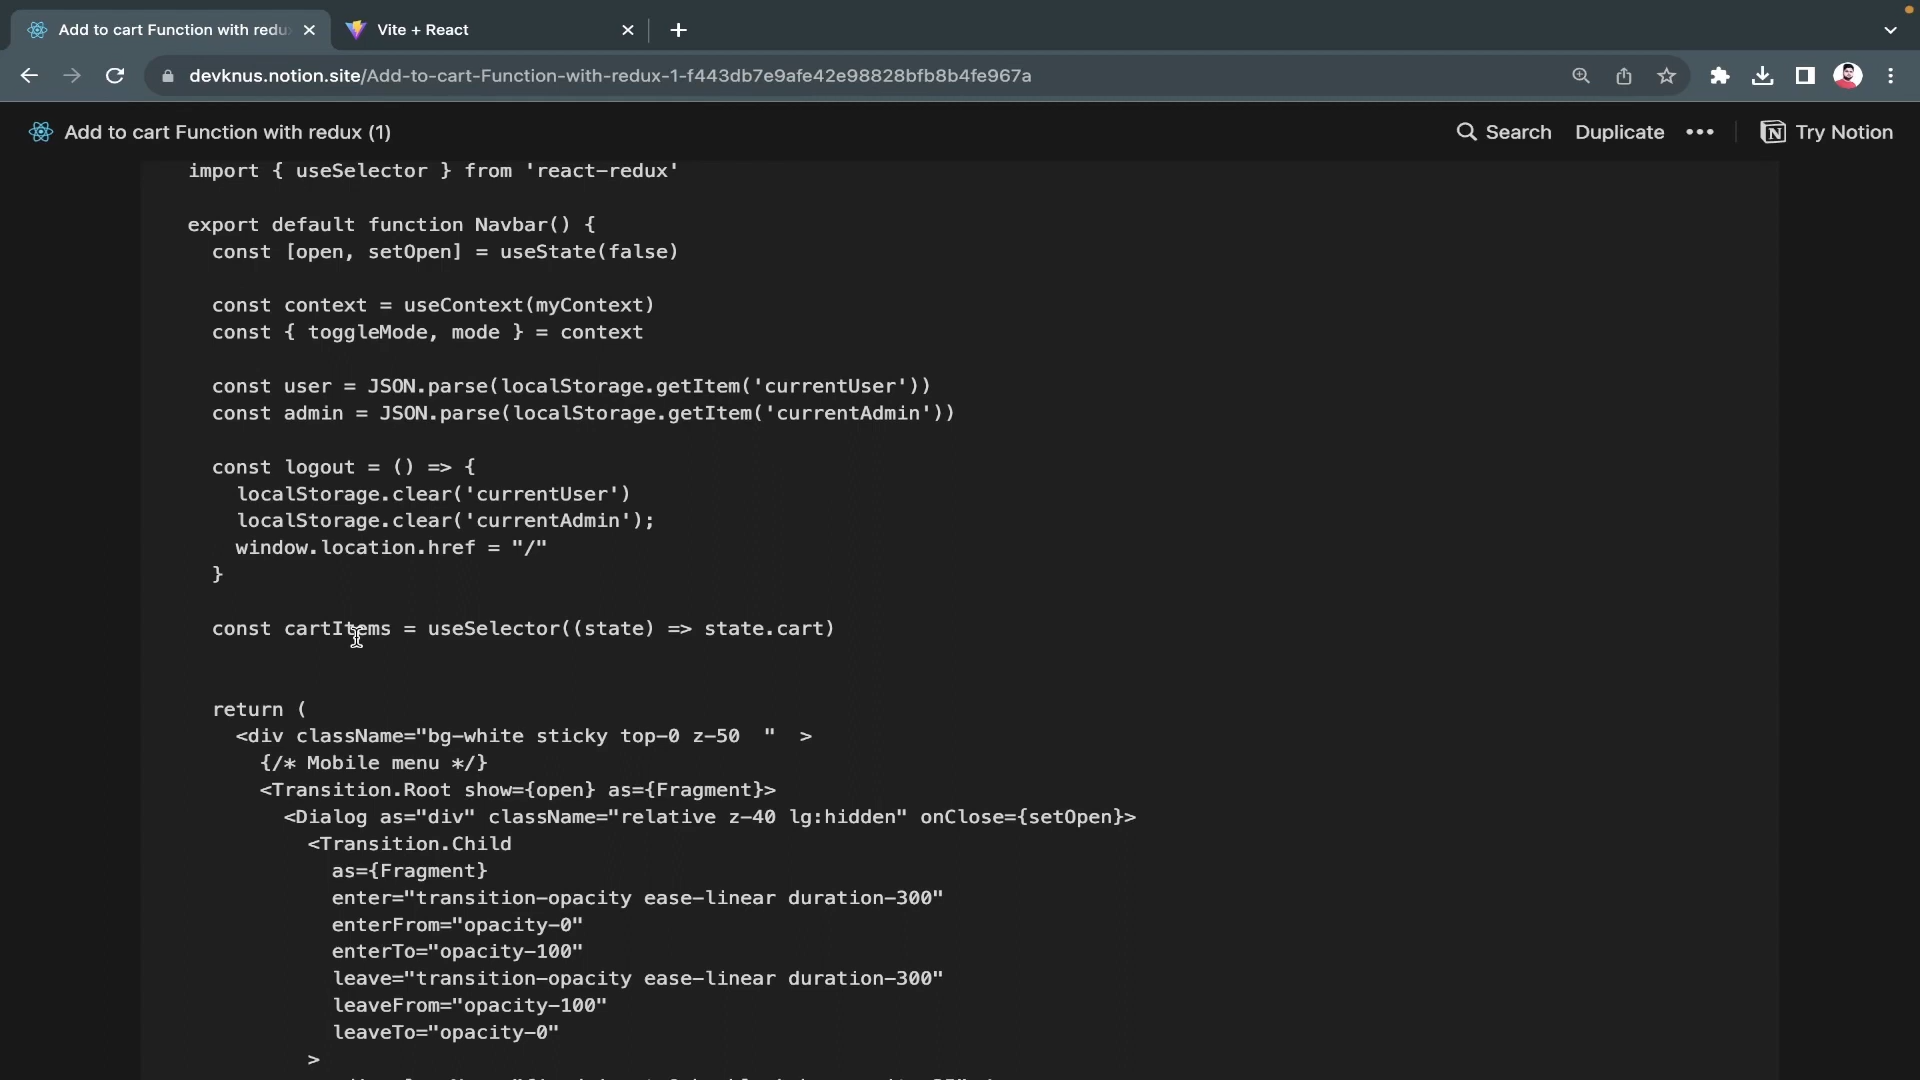 Add to cart Function with redu
Vite + React
devknus.notion.site/Add-to-cart-Function-with-redux-1-f443db7e9afe42e98828bfb8b4fe967a
Add to cart Function with redux (1)
Search
Duplicate
Try Notion
import { useSelector } from 'react-redux'
export default function Navbar() {
const [open, setOpen] = useState(false)
const context = useContext(myContext)
const { toggleMode, mode } = context
const user = JSON.parse(localStorage.getItem('currentUser'))
const admin = JSON.parse(localStorage.getItem('currentAdmin'))
const logout = () => {
localStorage.clear('currentUser')
localStorage.clear('currentAdmin');
window.location.href = "/"
}
const cartItems = useSelector((state) => state.cart)
return (
<div className="bg-white sticky top-0 z-50  "  >
{/* Mobile menu */}
<Transition.Root show={open} as={Fragment}>
<Dialog as="div" className="relative z-40 lg:hidden" onClose={setOpen}>
<Transition.Child
as={Fragment}
enter="transition-opacity ease-linear duration-300"
enterFrom="opacity-0"
enterTo="opacity-100"
leave="transition-opacity ease-linear duration-300"
leaveFrom="opacity-100"
leaveTo="opacity-0"
>